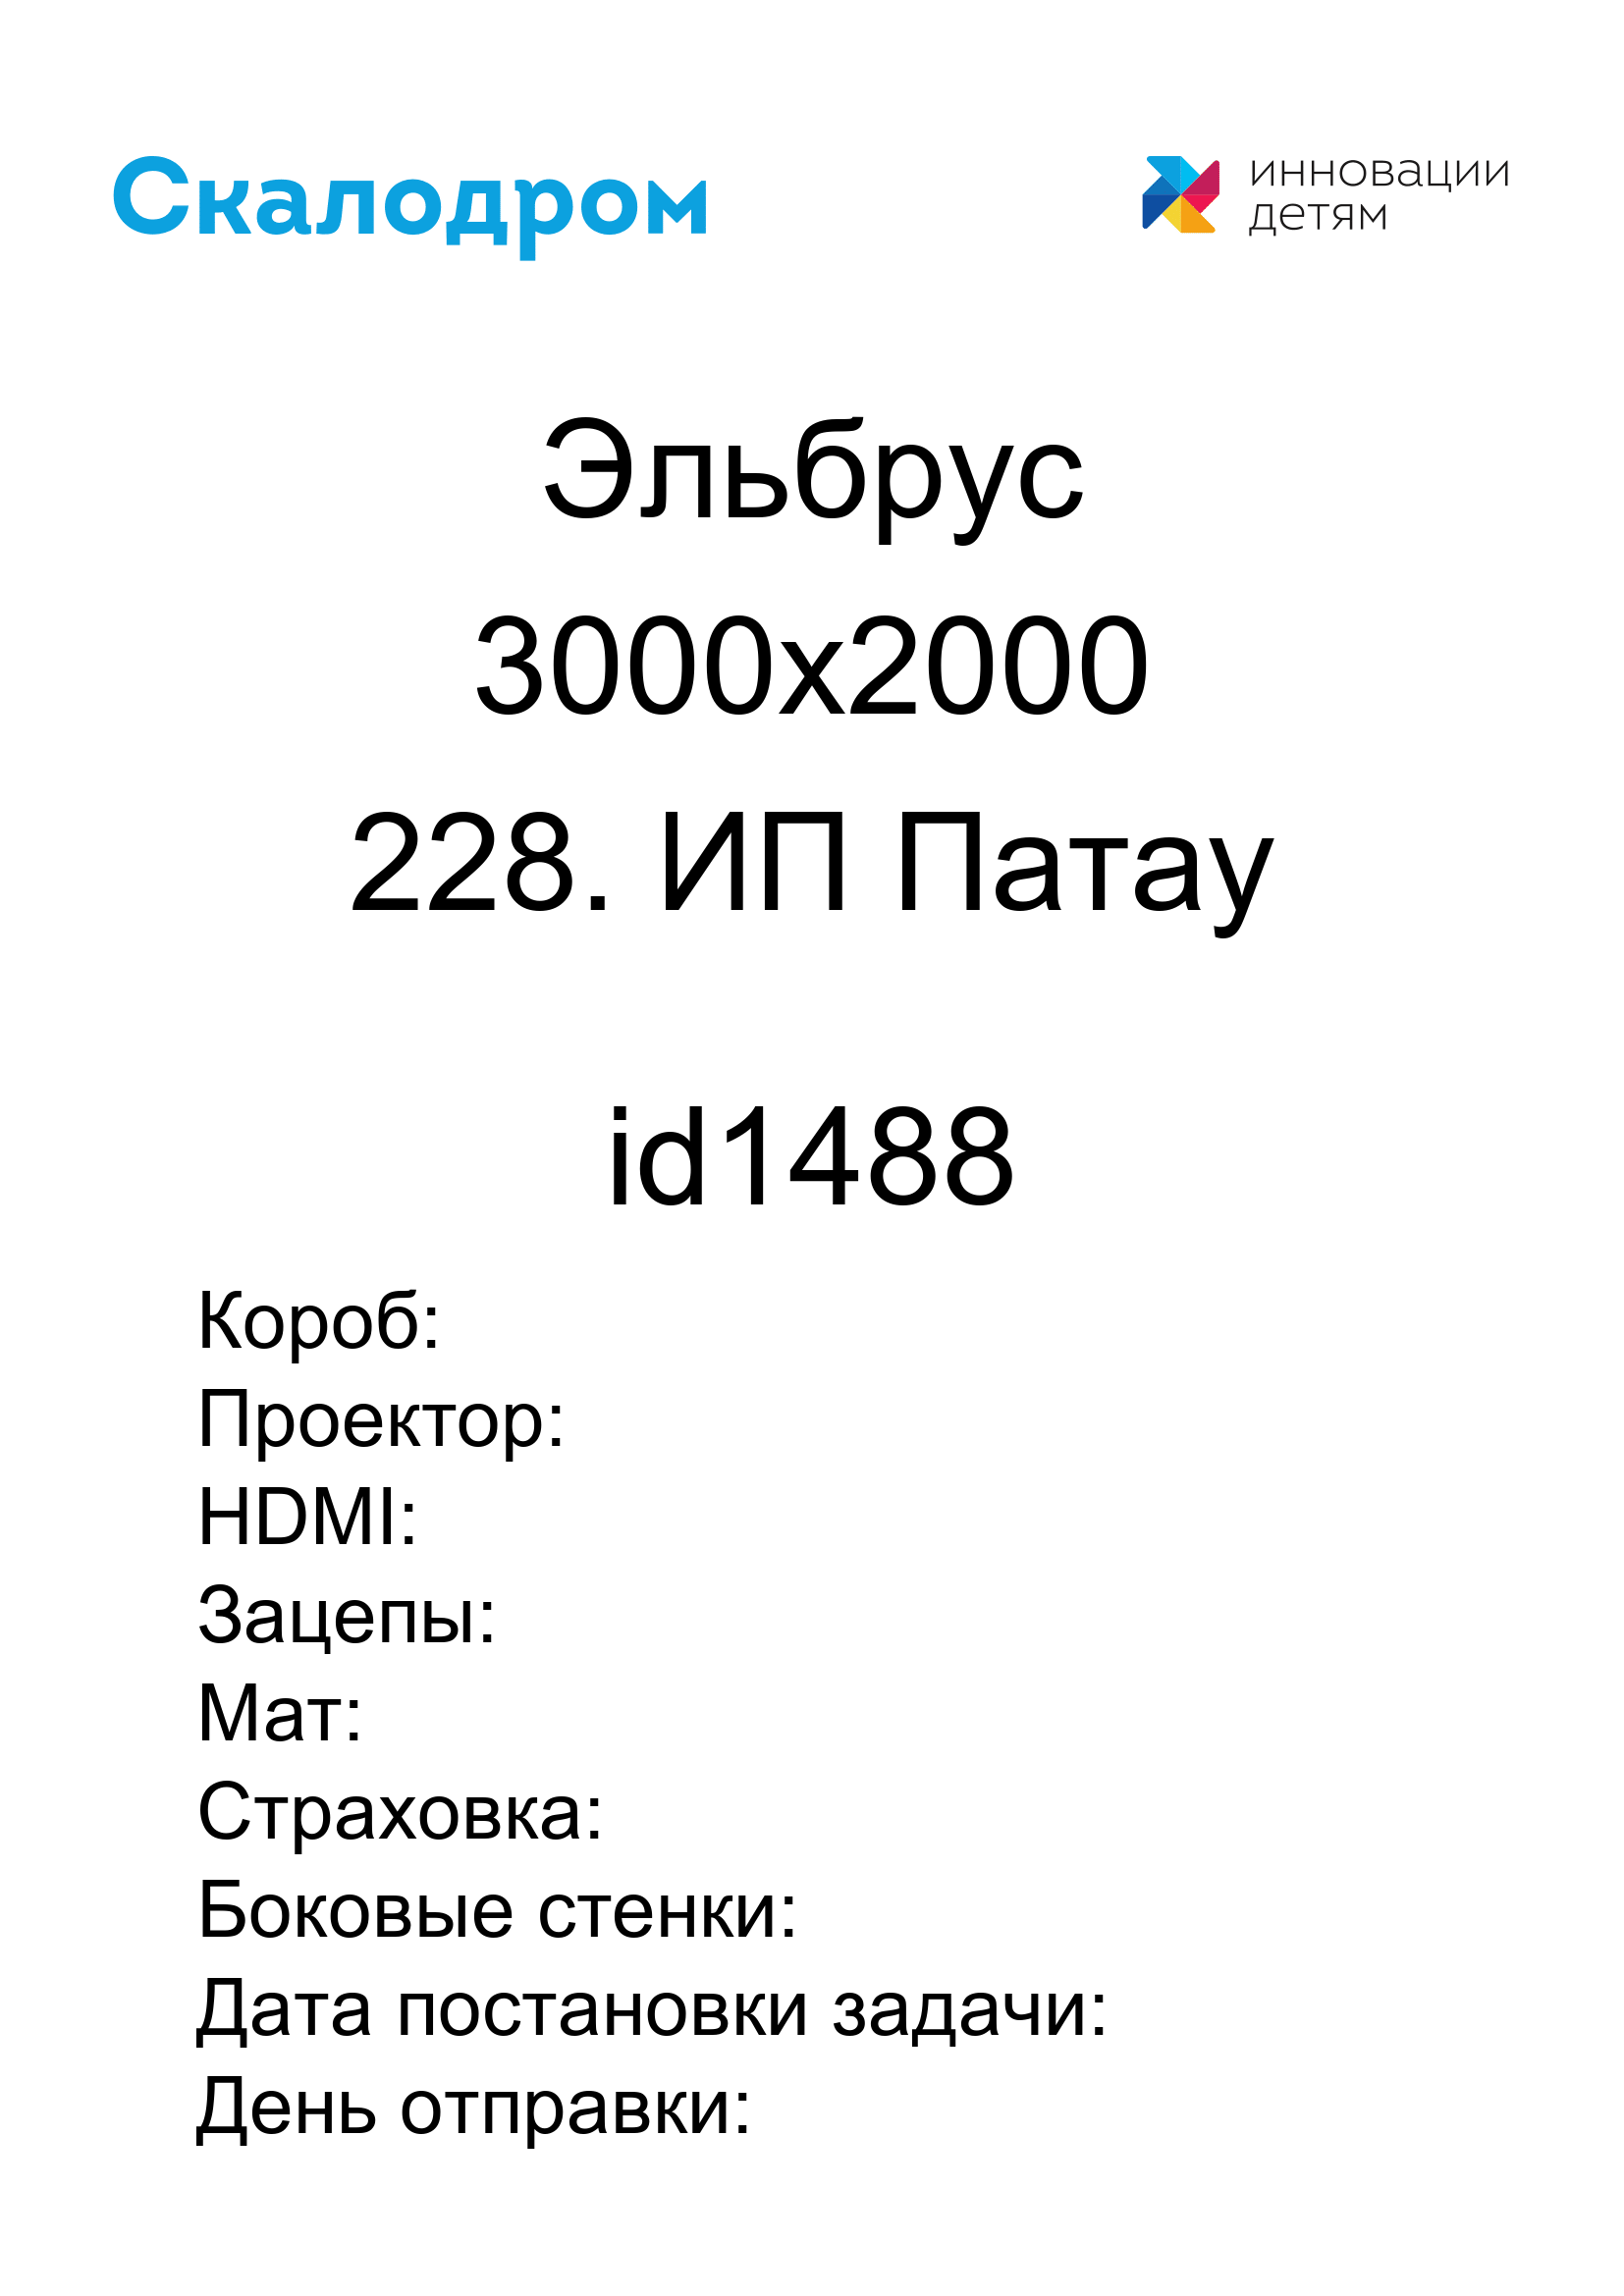 Скалодром
инновации
детям
Эльбрус
3000х2000
228. ИП Патау
id1488
Короб:
Проектор:
HDMI:
Зацепы:
Мат:
Страховка:
Боковые стенки:
Дата постановки задачи:
День отправки: